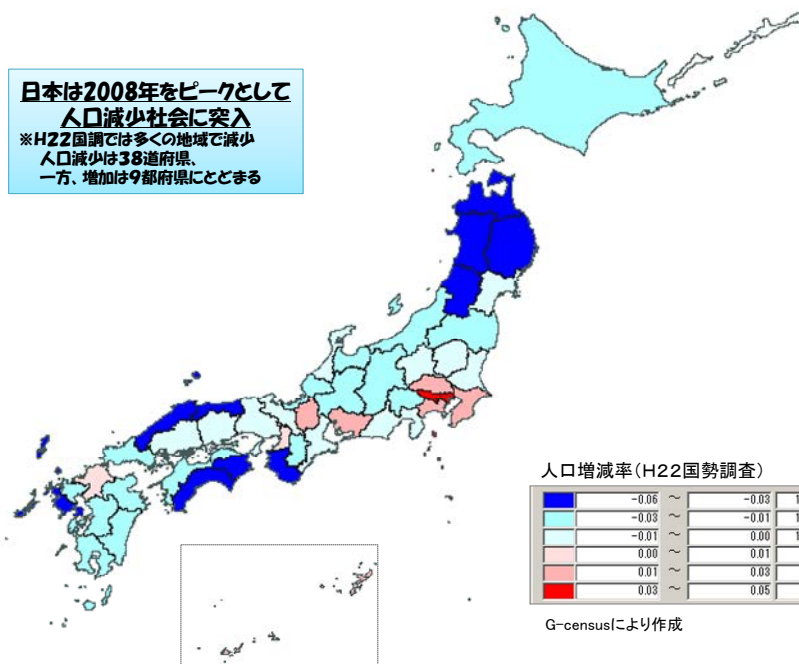 日本は2008年をピークとして
人口減少社会に突入
※H22国調では多くの地域で減少
人口減少は38道府県、
一方、増加は9都府県にとどまる
人口増減率(H22国勢調査)
-0.06 ～ -0.03 1
-0.03 ～ -0.01 1
-0.01 ～ 0.00 1
0.00 ～ 0.01
0.01 ～ 0.03
0.03 ～ 0.05
G-censusにより作成